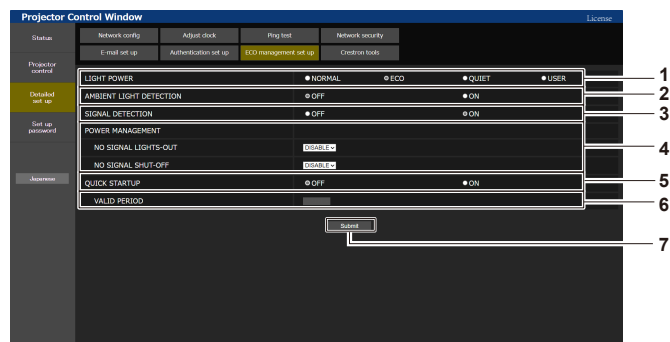 Projector Control Window License
Status Network config Adjust clock Ping test Network security
E-mail set up Authentication set up ECO management set up Crestron tools
Projector
control
LIGHT POWER NORMAL ECO QUIET USER 1
Detailed
set up
AMBIENT LIGHT DETECTION OFF ON 2
SIGNAL DETECTION OFF ON 3
Set up
password
POWER MANAGEMENT
NO SIGNAL LIGHTS-OUT DISABLE 4
NO SIGNAL SHUT-OFF DISABLE
Japanese
QUICK STARTUP OFF ON 5
VALID PERIOD 6
Submit
7